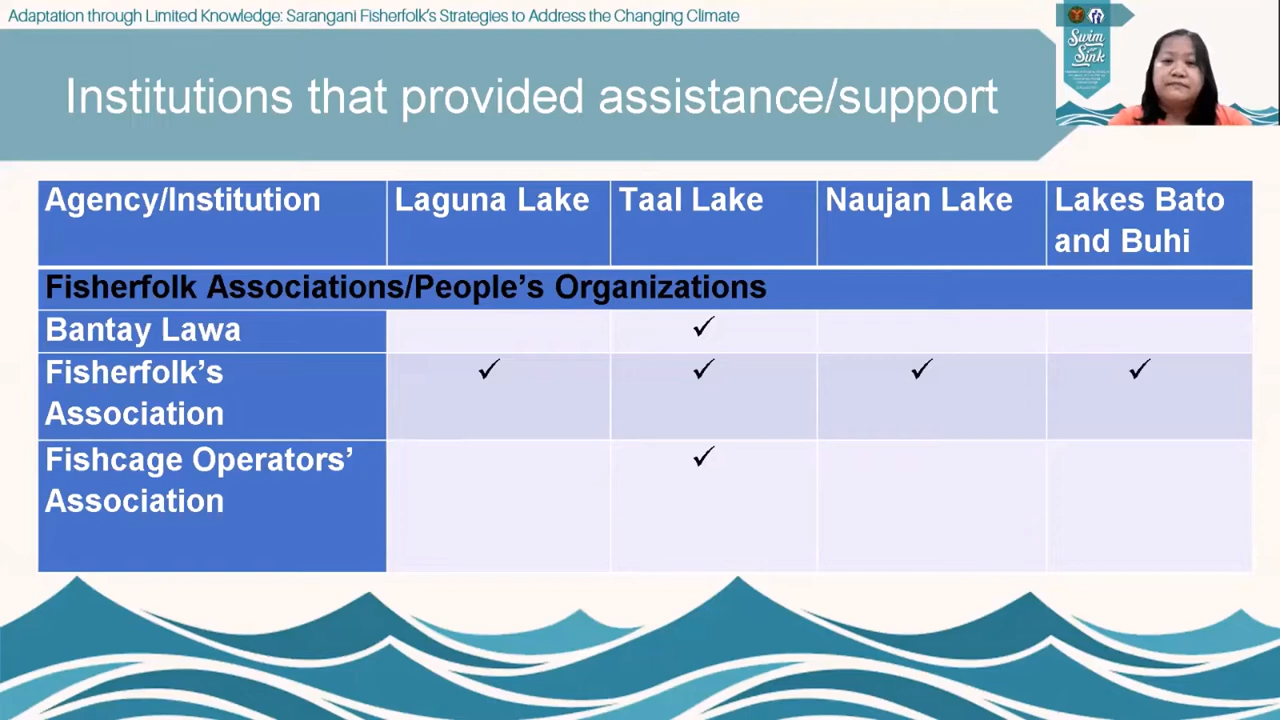 Adaptation through Limited Knowledge: Sarangani Fisherfolk's Strategies to Address the Changing Climate
Swim
Sink
Institutions that provided assistance/support
Agency/Institution
Laguna Lake
Taal Lake
Naujan Lake
Lakes Bato
and Buhi
Fisherfolk Associations/People's Organizations
Bantay Lawa
✓
Fisherfolk's
Association
✓
✓
✓
✓
Fishcage Operators'
Association
✓